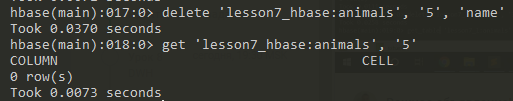 Took 0.0370 seconds
hbase(main):017:0> delete 'lesson7_hbase:animals', '5', 'name'
hbase(main):018:0> get 'lesson7_hbase:animals', '5'
COLUMN CELL
0 row(s)
Took 0.0073 seconds